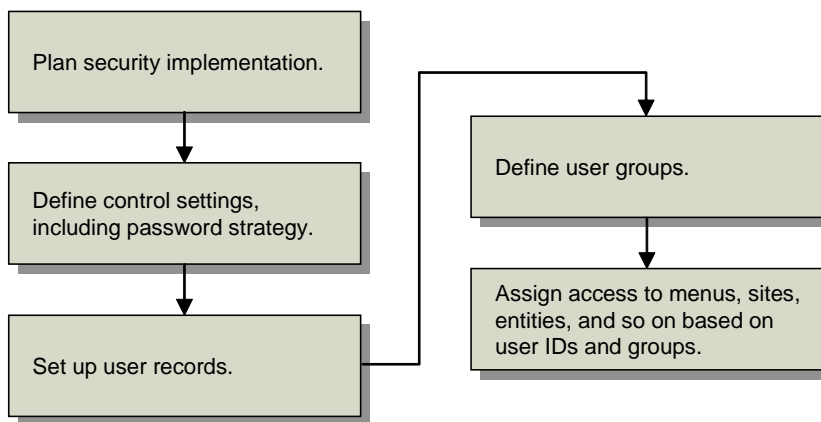 Plan security implementation.
Define control settings,
including password strategy.
Set up user records.
Define user groups.
Assign access to menus, sites,
entities, and so on based on
user IDs and groups.